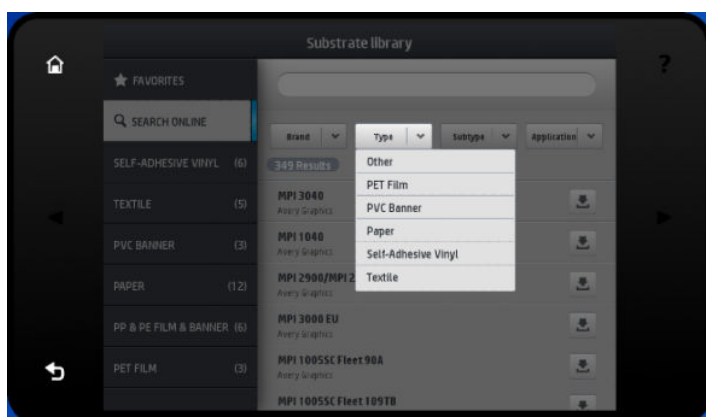 Substrate library
?
FAVORITES
SEARCH ONLINE
SELF-ADHESIVE VINYL (6)
TEXTILE (5)
PVC BANNER (3)
PAPER (12)
PP & PE FILM & BANNER (6)
PET FILM (3)
Brand Type Subtype Application
349 Results
Other
PET Film
PVC Banner
Paper
Self-Adhesive Vinyl
Textile
MPI 3040
Avery Graphics
MPI 1040
Avery Graphics
MPI 2900/MPI 2
Avery Graphics
MPI 3000 EU
Avery Graphics
MPI 1005SC Fleet 90A
Avery Graphics
MPI 1005SC Fleet 109TB